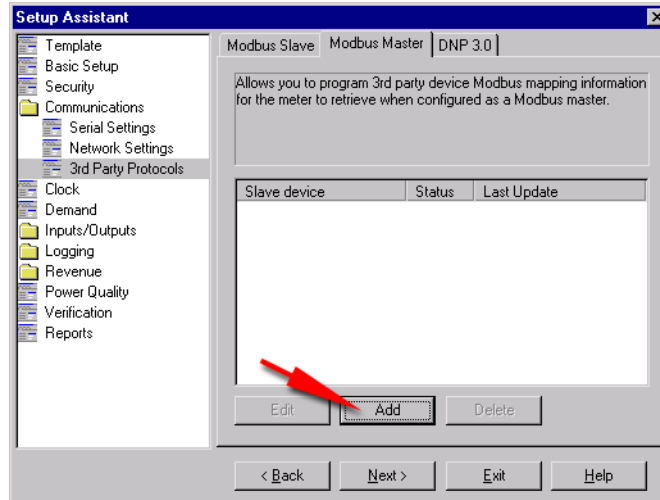 Setup Assistant
Template
Basic Setup
Security
Communications
Serial Settings
Network Settings
3rd Party Protocols
Clock
Demand
Inputs/Outputs
Logging
Revenue
Power Quality
Verification
Reports
Modbus Slave Modbus Master DNP 3.0
Allows you to program 3rd party device Modbus mapping information
for the meter to retrieve when configured as a Modbus master.
Slave device Status Last Update
Edit Add Delete
< Back Next > Exit Help